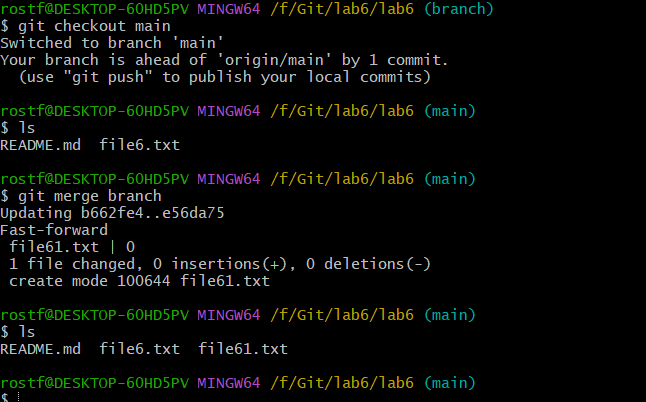 rostf@DESKTOP-6OHD5PV MINGW64 /f/Git/lab6/lab6 (branch)
$ git checkout main
Switched to branch 'main'
Your branch is ahead of 'origin/main' by 1 commit.
  (use "git push" to publish your local commits)
rostf@DESKTOP-6OHD5PV MINGW64 /f/Git/lab6/lab6 (main)
$ ls
README.md  file6.txt
rostf@DESKTOP-6OHD5PV MINGW64 /f/Git/lab6/lab6 (main)
$ git merge branch
Updating b662fe4..e56da75
Fast-forward
 file61.txt | 0
 1 file changed, 0 insertions(+), 0 deletions(-)
 create mode 100644 file61.txt
rostf@DESKTOP-6OHD5PV MINGW64 /f/Git/lab6/lab6 (main)
$ ls
README.md  file6.txt  file61.txt
rostf@DESKTOP-6OHD5PV MINGW64 /f/Git/lab6/lab6 (main)
$